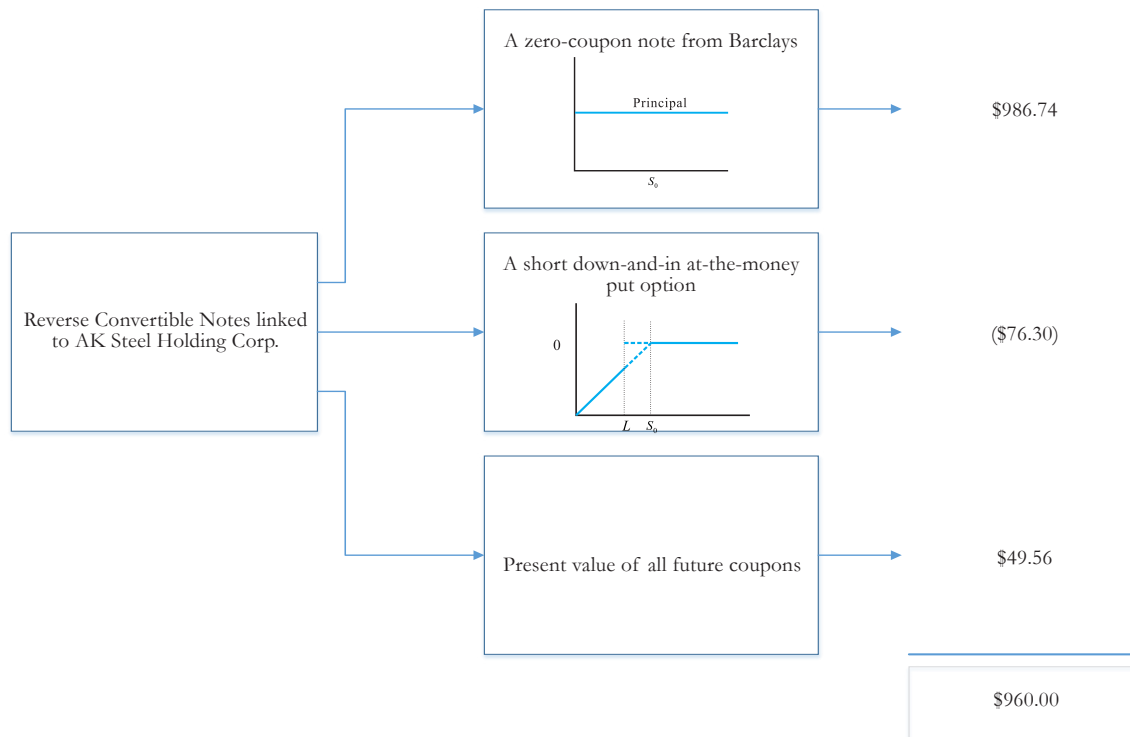 A zero-coupon note from Barclays
Principal
S₀
$986.74
Reverse Convertible Notes linked
to AK Steel Holding Corp.
A short down-and-in at-the-money
put option
0
L S₀
($76.30)
Present value of all future coupons
$49.56
$960.00